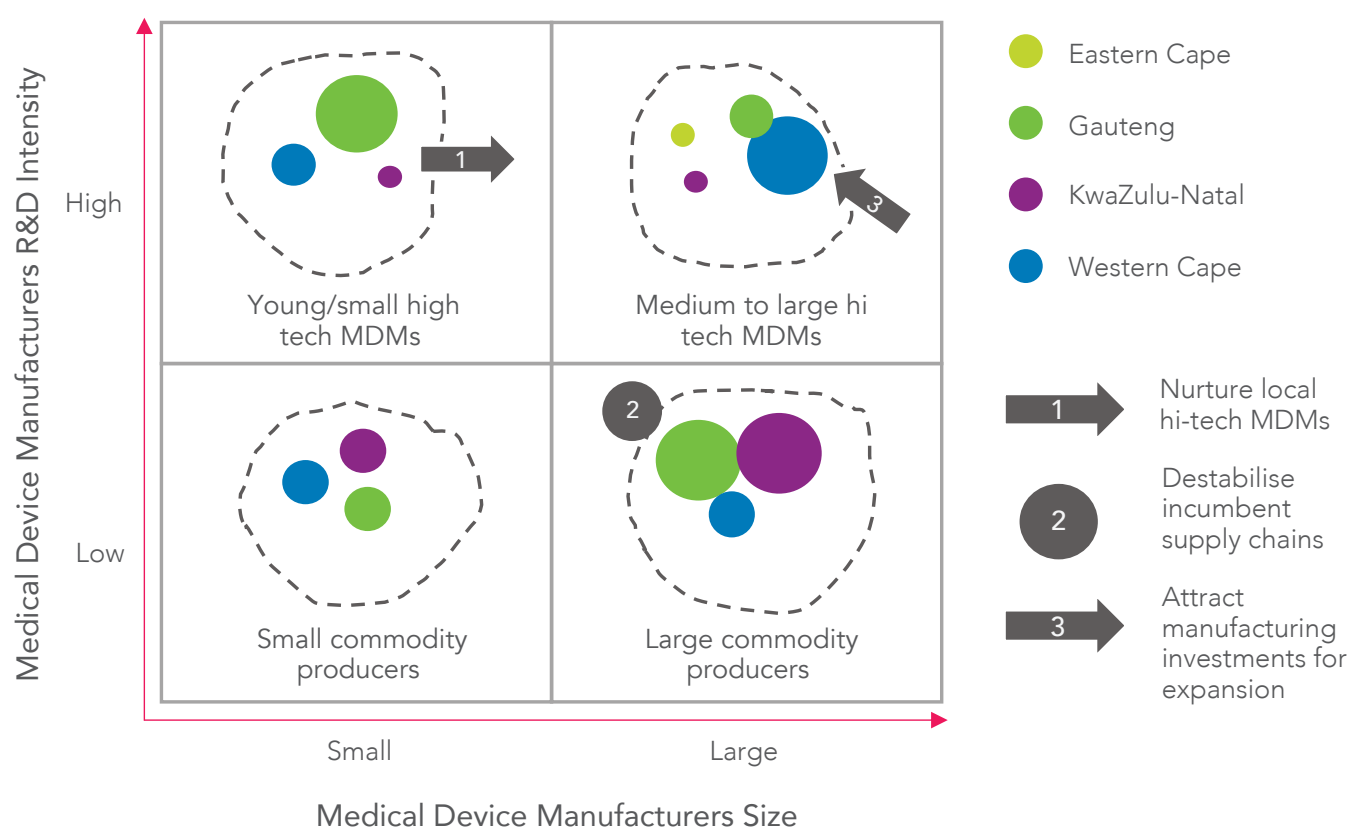 Medical Device Manufacturers R&D Intensity
High
Low
1
3
Young/small high
tech MDMs
Medium to large hi
tech MDMs
2
Small commodity
producers
Large commodity
producers
Small
Large
Medical Device Manufacturers Size
Eastern Cape
Gauteng
KwaZulu-Natal
Western Cape
1
Nurture local
hi-tech MDMs
2
Destabilise
incumbent
supply chains
3
Attract
manufacturing
investments for
expansion